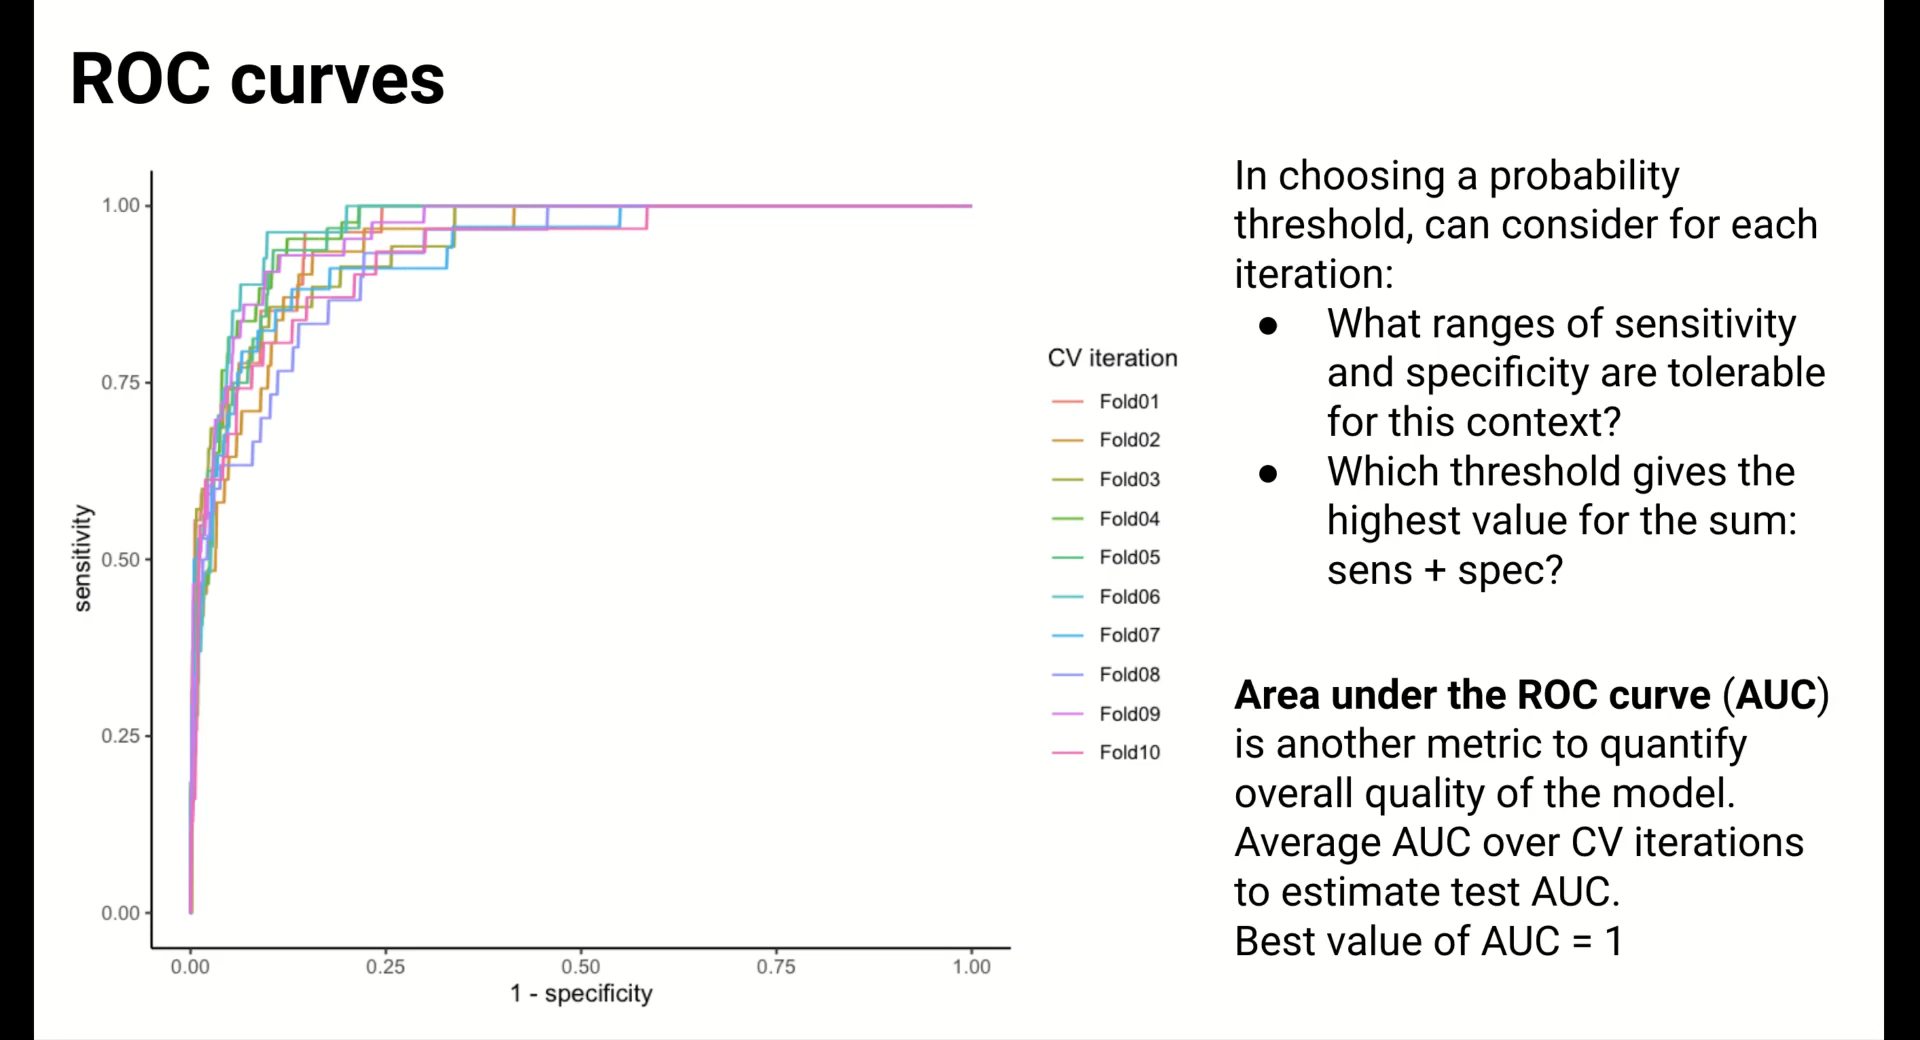 ROC curves
1.00
0.75
0.50
0.25
0.00
sensitivity
0.00 0.25 0.50 0.75 1.00
1 - specificity
CV iteration
Fold01
Fold02
Fold03
Fold04
Fold05
Fold06
Fold07
Fold08
Fold09
Fold10
In choosing a probability
threshold, can consider for each
iteration:
● What ranges of sensitivity
and specificity are tolerable
for this context?
● Which threshold gives the
highest value for the sum:
sens + spec?
Area under the ROC curve (AUC)
is another metric to quantify
overall quality of the model.
Average AUC over CV iterations
to estimate test AUC.
Best value of AUC = 1